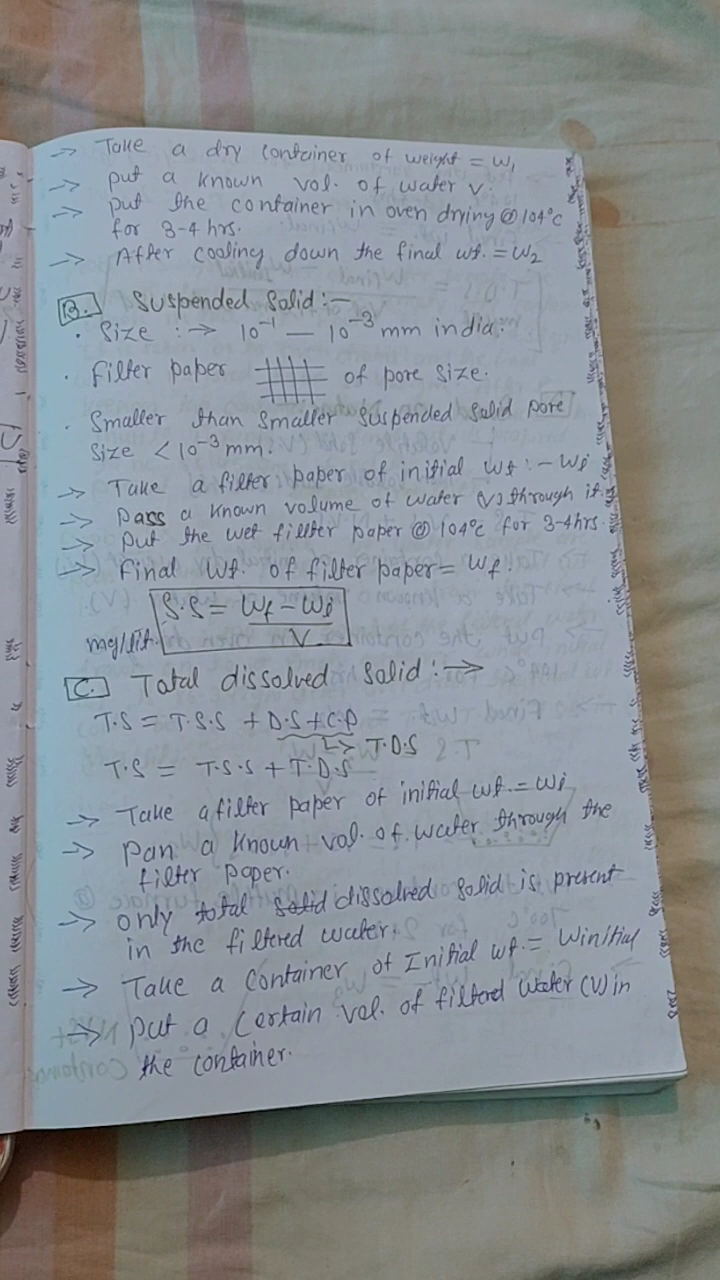 → Take a dry container of weight = W₁
→ put a known vol. of water V.
→ put the container in oven drying @ 104°c
for 3-4 hrs.
→ After cooling down the final wt. = W₂
B. Suspended Solid :-
· Size :→ 10⁻¹ — 10⁻³ mm in dia.
· Filter paper of pore size.
· Smaller than smaller suspended solid pore
size < 10⁻³ mm.
→ Take a filter paper of initial wt :- Wi
→ pass a known volume of water (V) through it.
→ put the wet fillter paper @ 104°c for 3-4hrs.
→ Final Wt. of filter paper = Wf.
S.S = Wf - Wi
mg/lit. V
C. Total dissolved Solid :→
T.S = T.S.S + D.S + C.P
↳ T.D.S
T.S = T.S.S + T.D.S
→ Take a filter paper of initial wt. = Wi
→ Pan a known vol. of water through the
filter paper.
→ only total solid dissolved solid is present
in the filtered water.
→ Take a container of Initial wt. = Winitial
→ put a certain vol. of filtered water (V) in
the container.